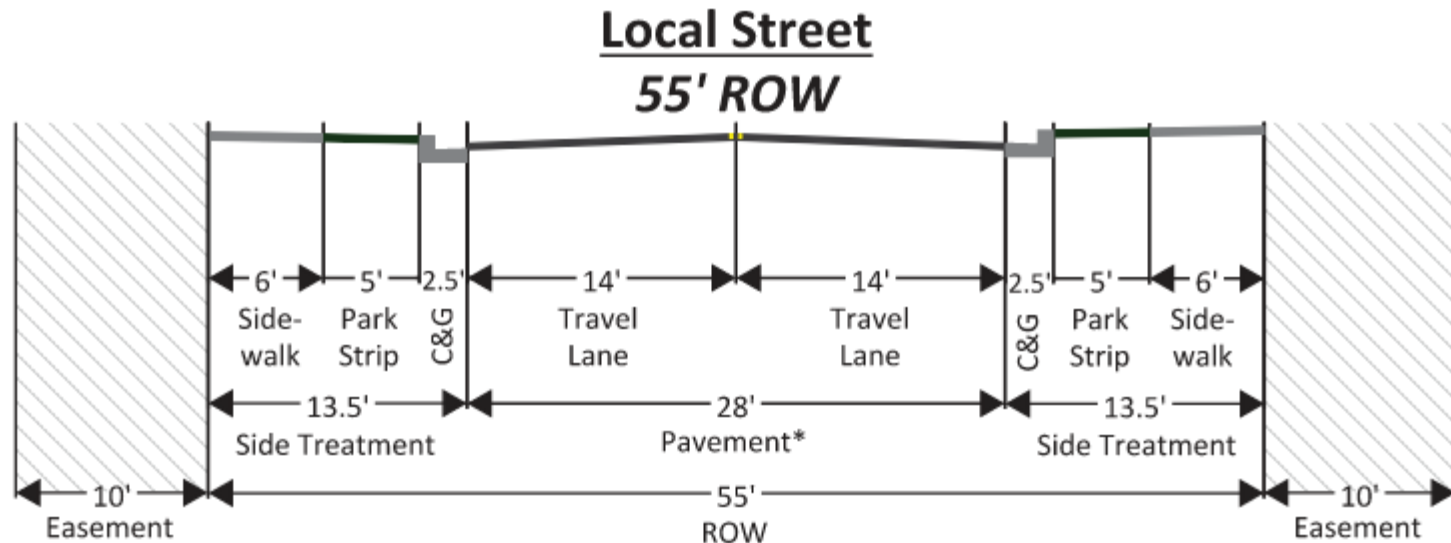 Local Street
55' ROW
6' 5' 2.5' 14' 14' 2.5' 5' 6'
Side-
walk
Park
Strip
C&G
Travel
Lane
Travel
Lane
C&G
Park
Strip
Side-
walk
13.5' 28' 13.5'
Side Treatment Pavement* Side Treatment
10' 55' 10'
Easement ROW Easement